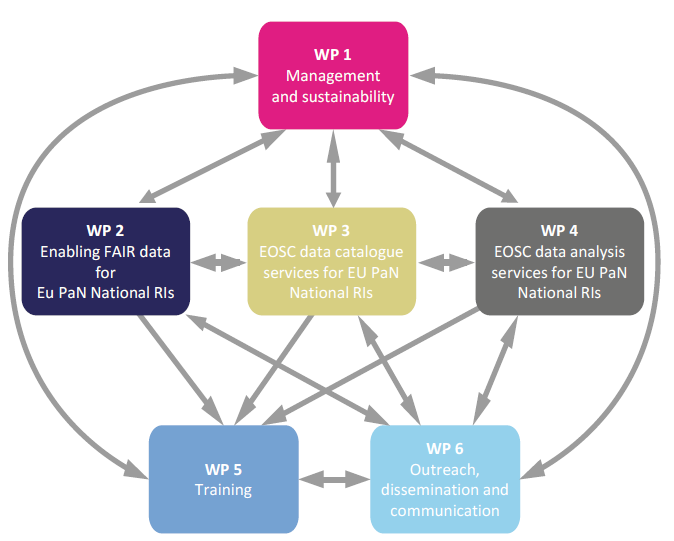 WP 1
Management
and sustainability
WP 2
Enabling FAIR data
for
Eu PaN National RIs
WP 3
EOSC data catalogue
services for EU PaN
National RIs
WP 4
EOSC data analysis
services for EU PaN
National RIs
WP 5
Training
WP 6
Outreach,
dissemination and
communication